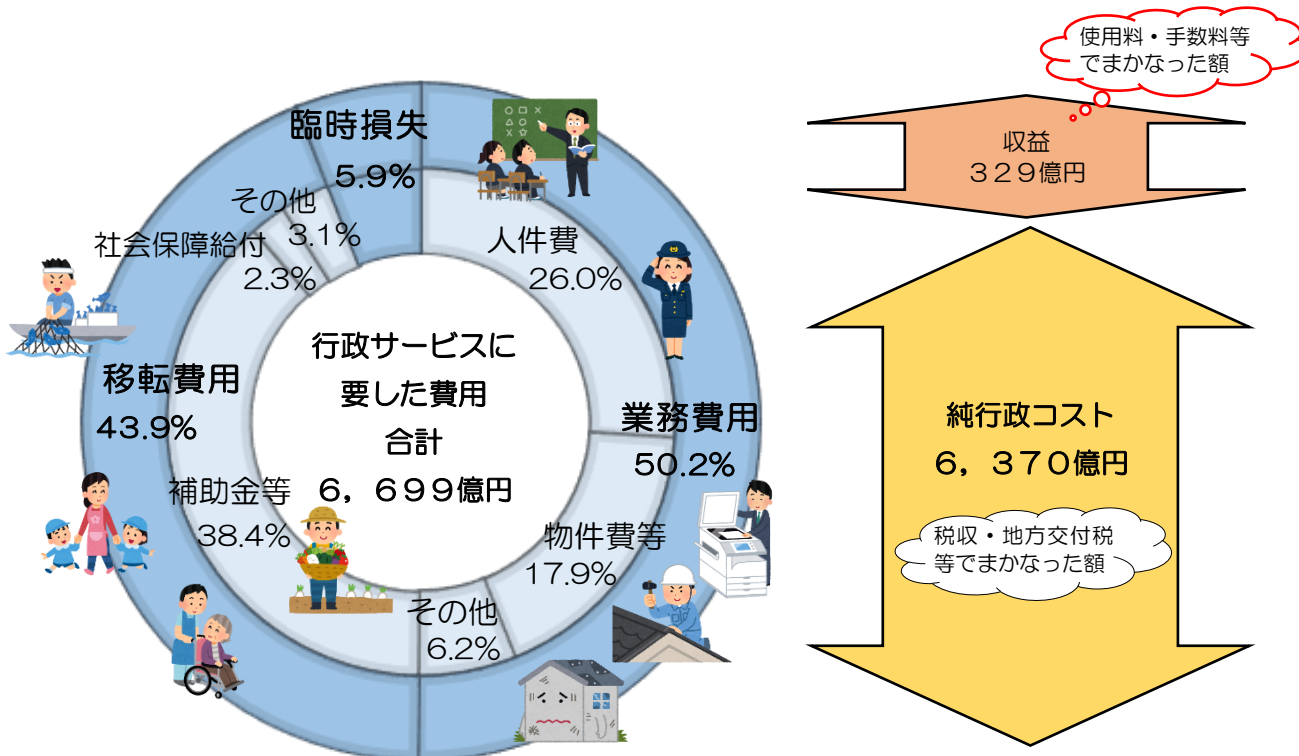 使用料・手数料等
でまかなった額
臨時損失
5.9%
収益
329億円
その他
3.1%
社会保障給付
2.3%
人件費
26.0%
行政サービスに
要した費用
合計
6,699億円
移転費用
43.9%
業務費用
50.2%
純行政コスト
6,370億円
補助金等
38.4%
物件費等
17.9%
税収・地方交付税
等でまかなった額
その他
6.2%